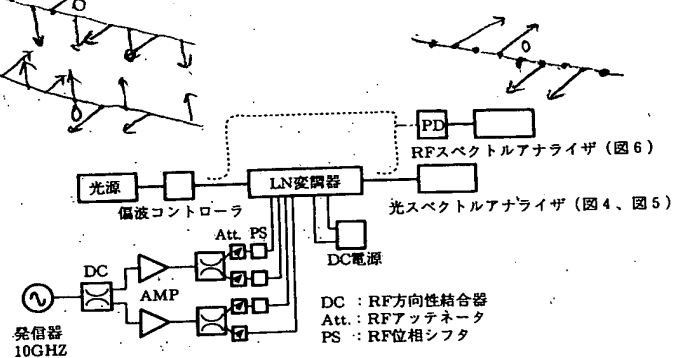 0
0
0
PD
RFスペクトルアナライザ（図6）
光源
LN変調器
偏波コントローラ
光スペクトルアナライザ（図4、図5）
Att. PS
DC
DC電源
AMP
発信器
10GHZ
DC ：RF方向性結合器
Att.：RFアッテネータ
PS ：RF位相シフタ